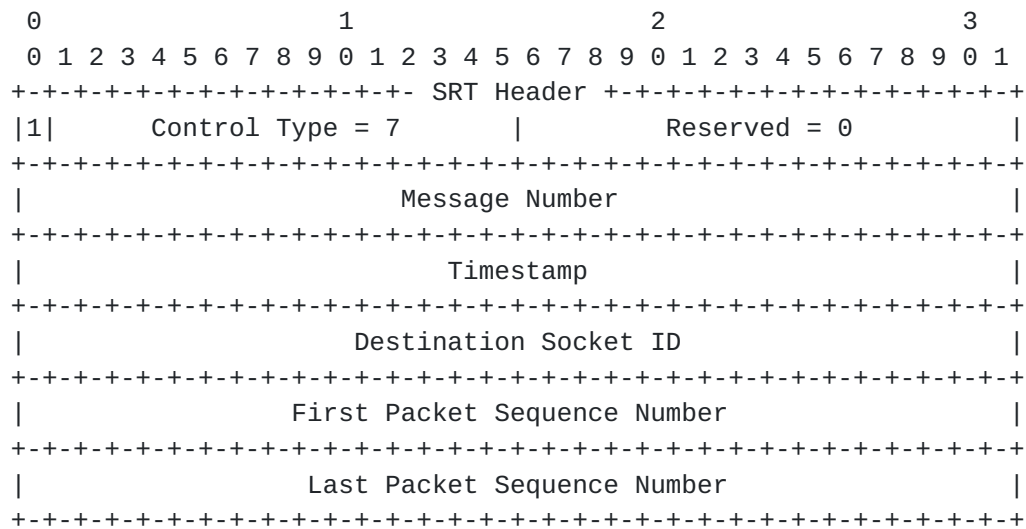 0                   1                   2                   3
 0 1 2 3 4 5 6 7 8 9 0 1 2 3 4 5 6 7 8 9 0 1 2 3 4 5 6 7 8 9 0 1
+-+-+-+-+-+-+-+-+-+-+-+-+- SRT Header +-+-+-+-+-+-+-+-+-+-+-+-+-+
|1|      Control Type = 7       |         Reserved = 0          |
+-+-+-+-+-+-+-+-+-+-+-+-+-+-+-+-+-+-+-+-+-+-+-+-+-+-+-+-+-+-+-+-+
|                        Message Number                         |
+-+-+-+-+-+-+-+-+-+-+-+-+-+-+-+-+-+-+-+-+-+-+-+-+-+-+-+-+-+-+-+-+
|                           Timestamp                           |
+-+-+-+-+-+-+-+-+-+-+-+-+-+-+-+-+-+-+-+-+-+-+-+-+-+-+-+-+-+-+-+-+
|                     Destination Socket ID                     |
+-+-+-+-+-+-+-+-+-+-+-+-+-+-+-+-+-+-+-+-+-+-+-+-+-+-+-+-+-+-+-+-+
|                 First Packet Sequence Number                  |
+-+-+-+-+-+-+-+-+-+-+-+-+-+-+-+-+-+-+-+-+-+-+-+-+-+-+-+-+-+-+-+-+
|                  Last Packet Sequence Number                  |
+-+-+-+-+-+-+-+-+-+-+-+-+-+-+-+-+-+-+-+-+-+-+-+-+-+-+-+-+-+-+-+-+